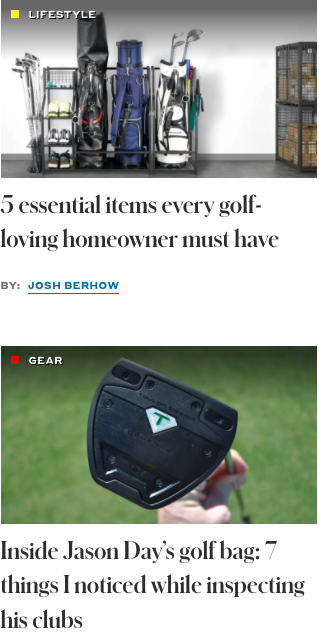 LIFESTYLE
5 essential items every golf-
loving homeowner must have
BY: JOSH BERHOW
GEAR
T
Inside Jason Day's golf bag: 7
things I noticed while inspecting
his clubs